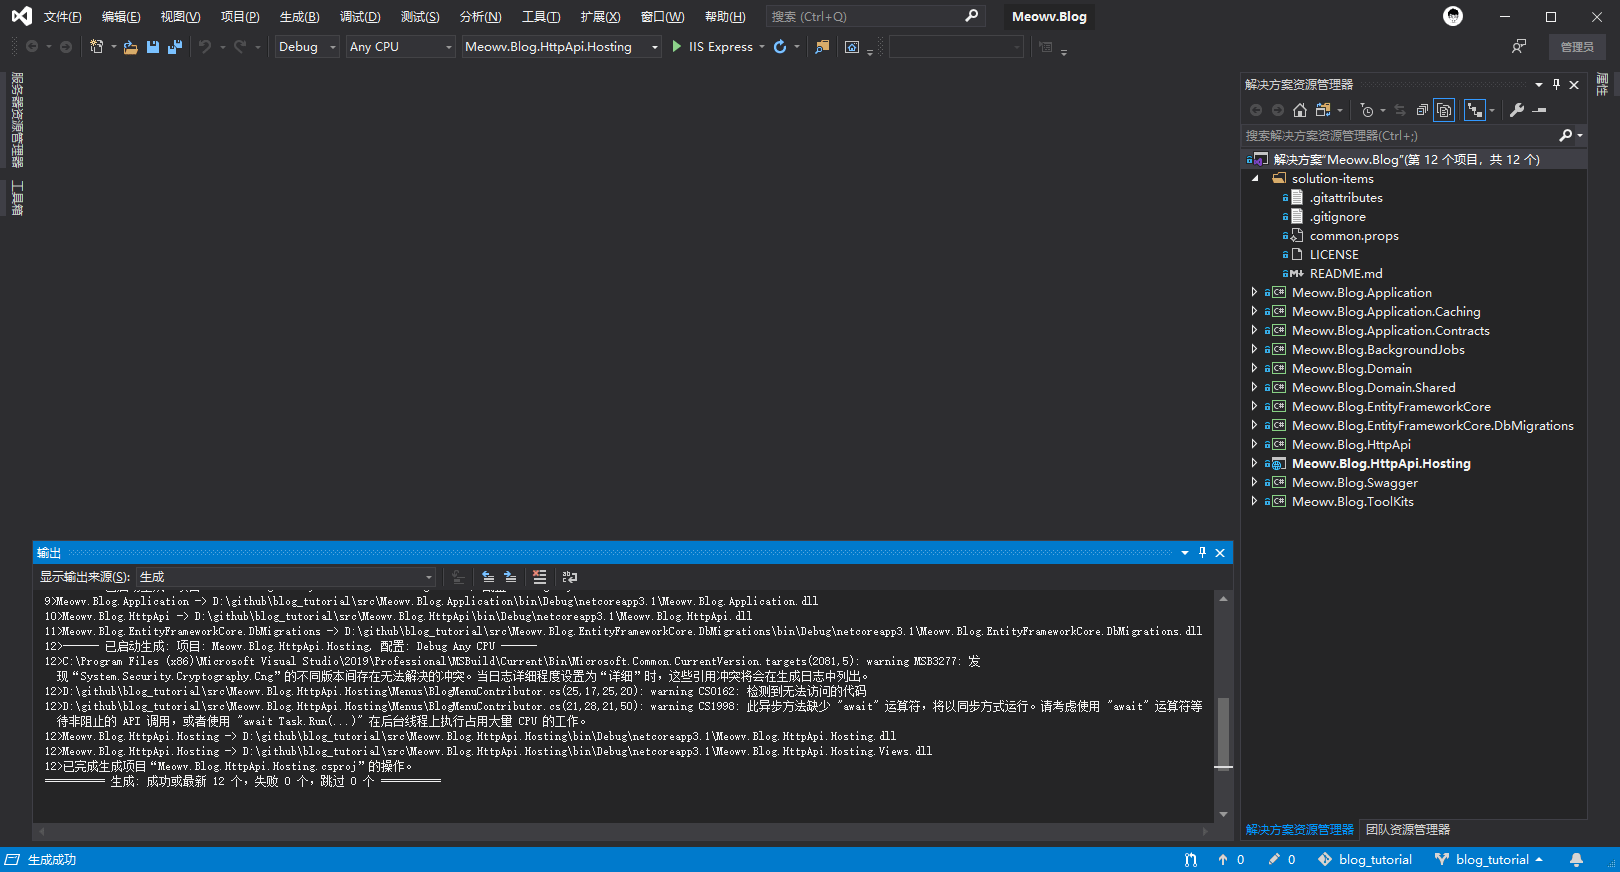 文件(F) 编辑(E) 视图(V) 项目(P) 生成(B) 调试(D) 测试(S) 分析(N) 工具(T) 扩展(X) 窗口(W) 帮助(H) 搜索 (Ctrl+Q) Meowv.Blog
Debug Any CPU Meowv.Blog.HttpApi.Hosting IIS Express 管理员
服务器资源管理器
工具箱
属性
解决方案资源管理器
搜索解决方案资源管理器(Ctrl+;)
解决方案"Meowv.Blog"(第 12 个项目，共 12 个)
solution-items
.gitattributes
.gitignore
common.props
LICENSE
README.md
Meowv.Blog.Application
Meowv.Blog.Application.Caching
Meowv.Blog.Application.Contracts
Meowv.Blog.BackgroundJobs
Meowv.Blog.Domain
Meowv.Blog.Domain.Shared
Meowv.Blog.EntityFrameworkCore
Meowv.Blog.EntityFrameworkCore.DbMigrations
Meowv.Blog.HttpApi
Meowv.Blog.HttpApi.Hosting
Meowv.Blog.Swagger
Meowv.Blog.ToolKits
解决方案资源管理器 团队资源管理器
输出
显示输出来源(S): 生成
9>Meowv.Blog.Application -> D:\github\blog_tutorial\src\Meowv.Blog.Application\bin\Debug\netcoreapp3.1\Meowv.Blog.Application.dll
10>Meowv.Blog.HttpApi -> D:\github\blog_tutorial\src\Meowv.Blog.HttpApi\bin\Debug\netcoreapp3.1\Meowv.Blog.HttpApi.dll
11>Meowv.Blog.EntityFrameworkCore.DbMigrations -> D:\github\blog_tutorial\src\Meowv.Blog.EntityFrameworkCore.DbMigrations\bin\Debug\netcoreapp3.1\Meowv.Blog.EntityFrameworkCore.DbMigrations.dll
12>------ 已启动生成: 项目: Meowv.Blog.HttpApi.Hosting, 配置: Debug Any CPU ------
12>C:\Program Files (x86)\Microsoft Visual Studio\2019\Professional\MSBuild\Current\Bin\Microsoft.Common.CurrentVersion.targets(2081,5): warning MSB3277: 发
现“System.Security.Cryptography.Cng”的不同版本间存在无法解决的冲突。当日志详细程度设置为“详细”时，这些引用冲突将会在生成日志中列出。
12>D:\github\blog_tutorial\src\Meowv.Blog.HttpApi.Hosting\Menus\BlogMenuContributor.cs(25,17,25,20): warning CS0162: 检测到无法访问的代码
12>D:\github\blog_tutorial\src\Meowv.Blog.HttpApi.Hosting\Menus\BlogMenuContributor.cs(21,28,21,50): warning CS1998: 此异步方法缺少 "await" 运算符，将以同步方式运行。请考虑使用 "await" 运算符等
待非阻止的 API 调用，或者使用 "await Task.Run(...)" 在后台线程上执行占用大量 CPU 的工作。
12>Meowv.Blog.HttpApi.Hosting -> D:\github\blog_tutorial\src\Meowv.Blog.HttpApi.Hosting\bin\Debug\netcoreapp3.1\Meowv.Blog.HttpApi.Hosting.dll
12>Meowv.Blog.HttpApi.Hosting -> D:\github\blog_tutorial\src\Meowv.Blog.HttpApi.Hosting\bin\Debug\netcoreapp3.1\Meowv.Blog.HttpApi.Hosting.Views.dll
12>已完成生成项目“Meowv.Blog.HttpApi.Hosting.csproj”的操作。
========== 生成: 成功或最新 12 个，失败 0 个，跳过 0 个 ==========
生成成功 0 0 blog_tutorial blog_tutorial